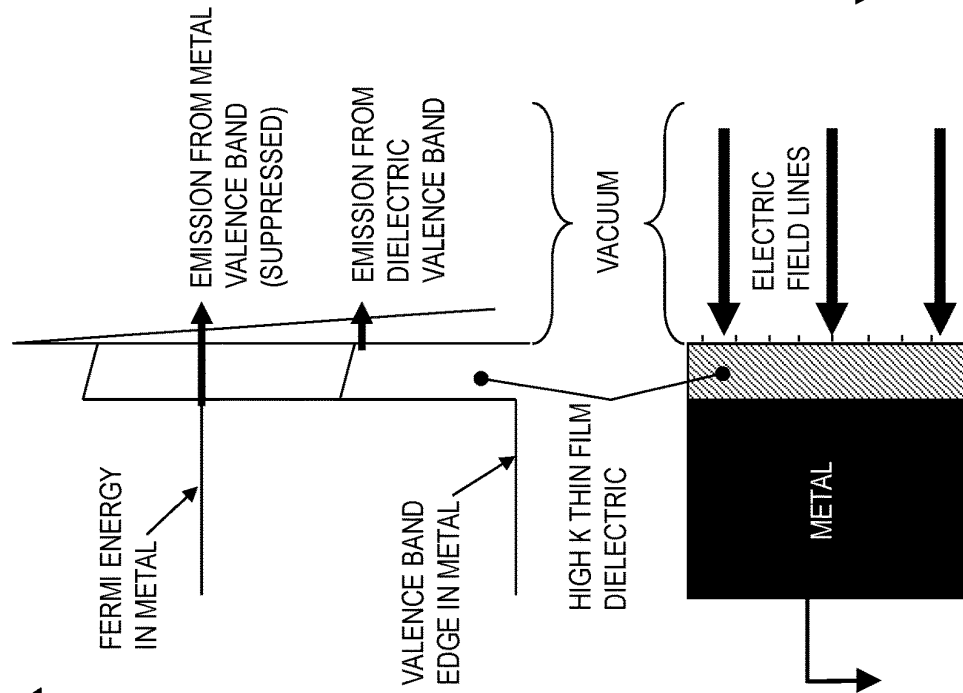 FERMI ENERGY
IN METAL
EMISSION FROM METAL
VALENCE BAND
(SUPPRESSED)
EMISSION FROM
DIELECTRIC
VALENCE BAND
VALENCE BAND
EDGE IN METAL
VACUUM
HIGH K THIN FILM
DIELECTRIC
METAL
ELECTRIC
FIELD LINES